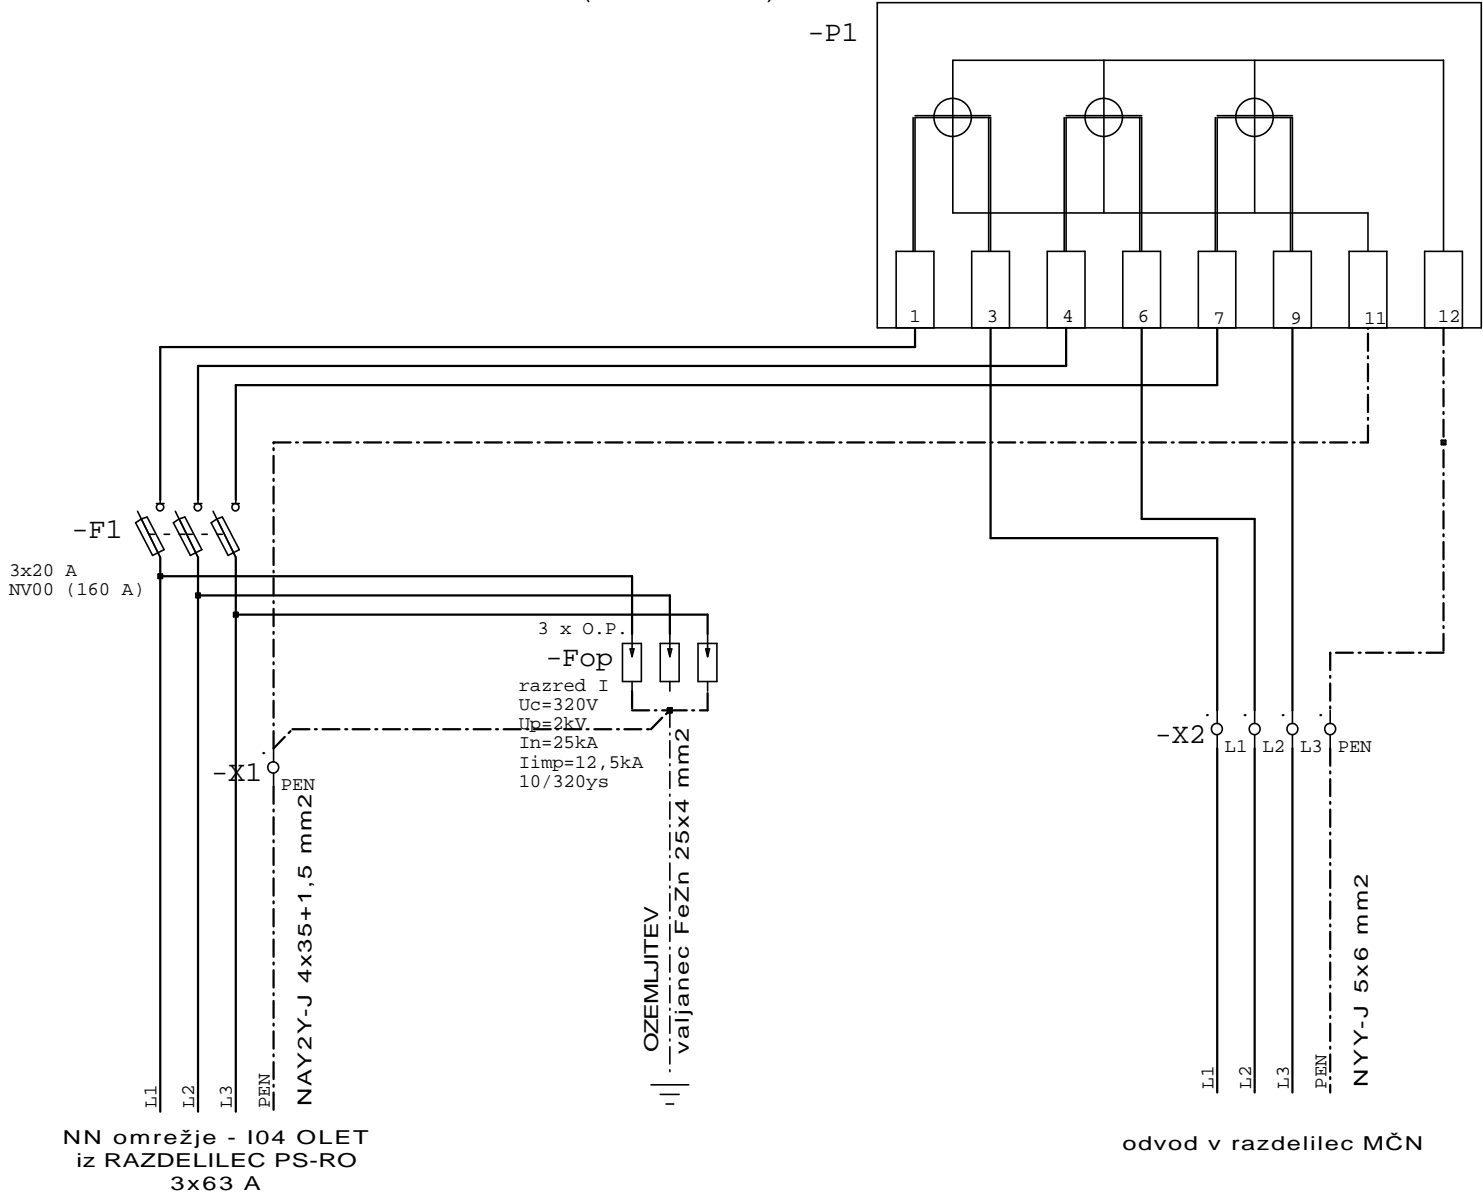 -P1
1
3
4
6
7
9
11
12
-F1
3x20 A
NV00 (160 A)
3 x O.P.
-Fop
razred I
Uc=320V
Up=2kV
In=25kA
Iimp=12,5kA
10/320ys
-X1
PEN
-X2
L1
L2
L3
PEN
NAY2Y-J 4x35+1,5 mm2
OZEMLJITEV
valjanec FeZn 25x4 mm2
NYY-J 5x6 mm2
L1
L2
L3
PEN
L1
L2
L3
PEN
NN omrežje - I04 OLET
iz RAZDELILEC PS-RO
3x63 A
odvod v razdelilec MČN